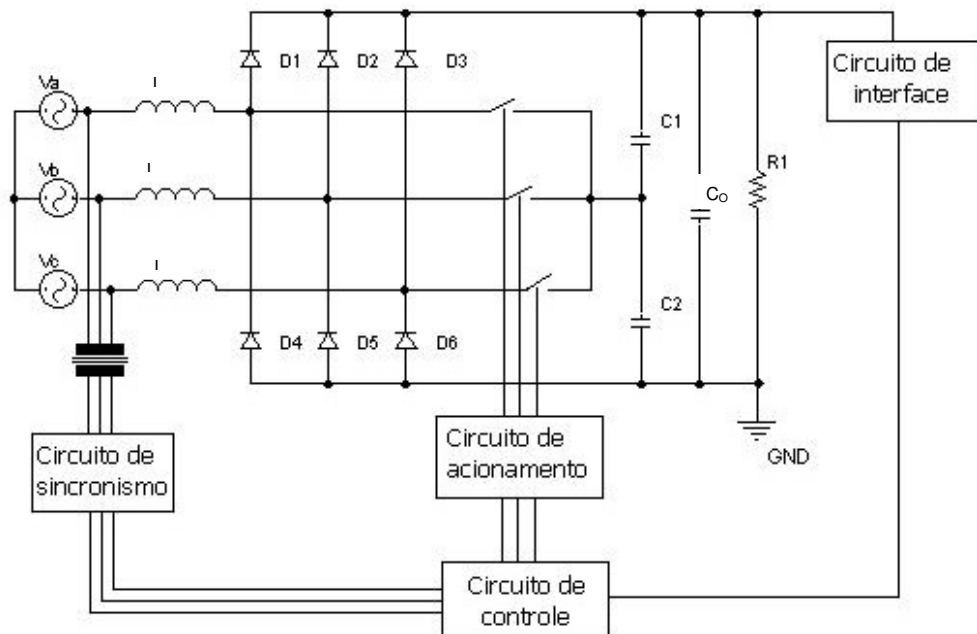 D1
D2
D3
Circuito de
interface
Va
l
C1
R1
Vb
l
Co
Vc
l
C2
D4
D5
D6
Circuito de
sincronismo
Circuito de
acionamento
GND
Circuito de
controle